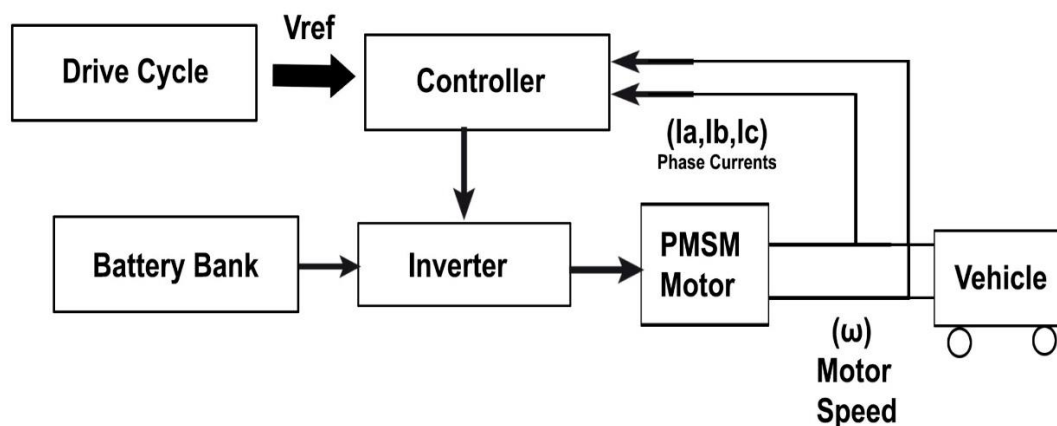 Vref
Drive Cycle
Controller
(Ia,Ib,Ic)
Phase Currents
Battery Bank
Inverter
PMSM
Motor
Vehicle
(ω)
Motor
Speed